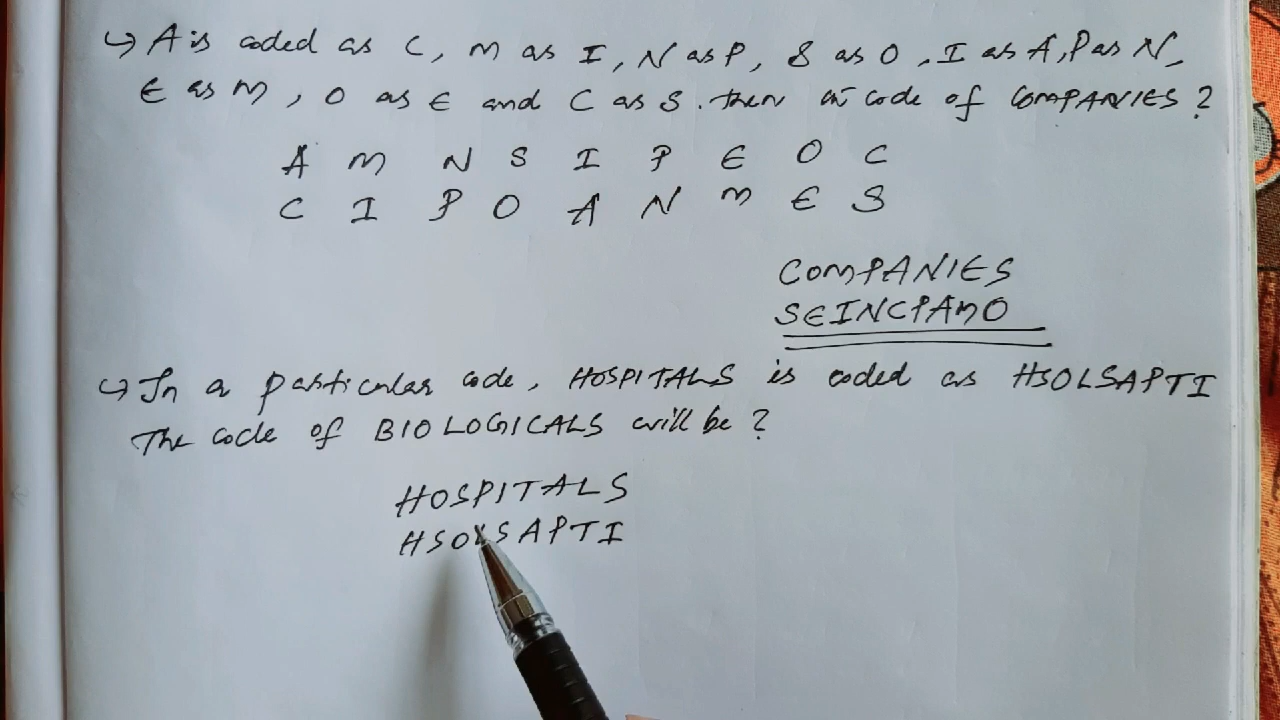 ↳ A is coded as C, M as I, N as P, S as O, I as A, P as N,
E as M, O as E and C as S. then code of COMPANIES ?
A M N S I P E O C
C I P O A N M E S
COMPANIES
SEINCPAMO
↳ In a particular code, HOSPITALS is coded as HSOLSAPTI
The code of BIOLOGICALS will be ?
HOSPITALS
HSOLSAPTI